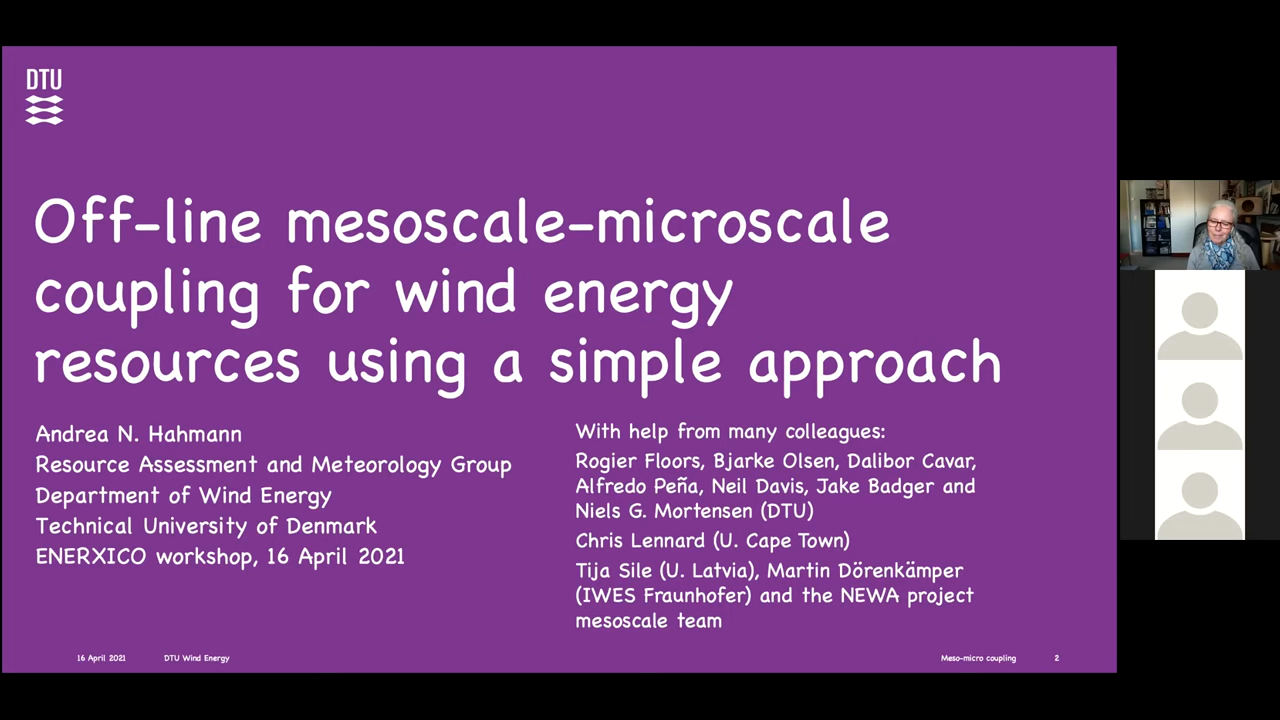 DTU
Off-line mesoscale-microscale
coupling for wind energy
resources using a simple approach
Andrea N. Hahmann
Resource Assessment and Meteorology Group
Department of Wind Energy
Technical University of Denmark
ENERXICO workshop, 16 April 2021
With help from many colleagues:
Rogier Floors, Bjarke Olsen, Dalibor Cavar,
Alfredo Peña, Neil Davis, Jake Badger and
Niels G. Mortensen (DTU)
Chris Lennard (U. Cape Town)
Tija Sile (U. Latvia), Martin Dörenkämper
(IWES Fraunhofer) and the NEWA project
mesoscale team
16 April 2021 DTU Wind Energy Meso-micro coupling 2